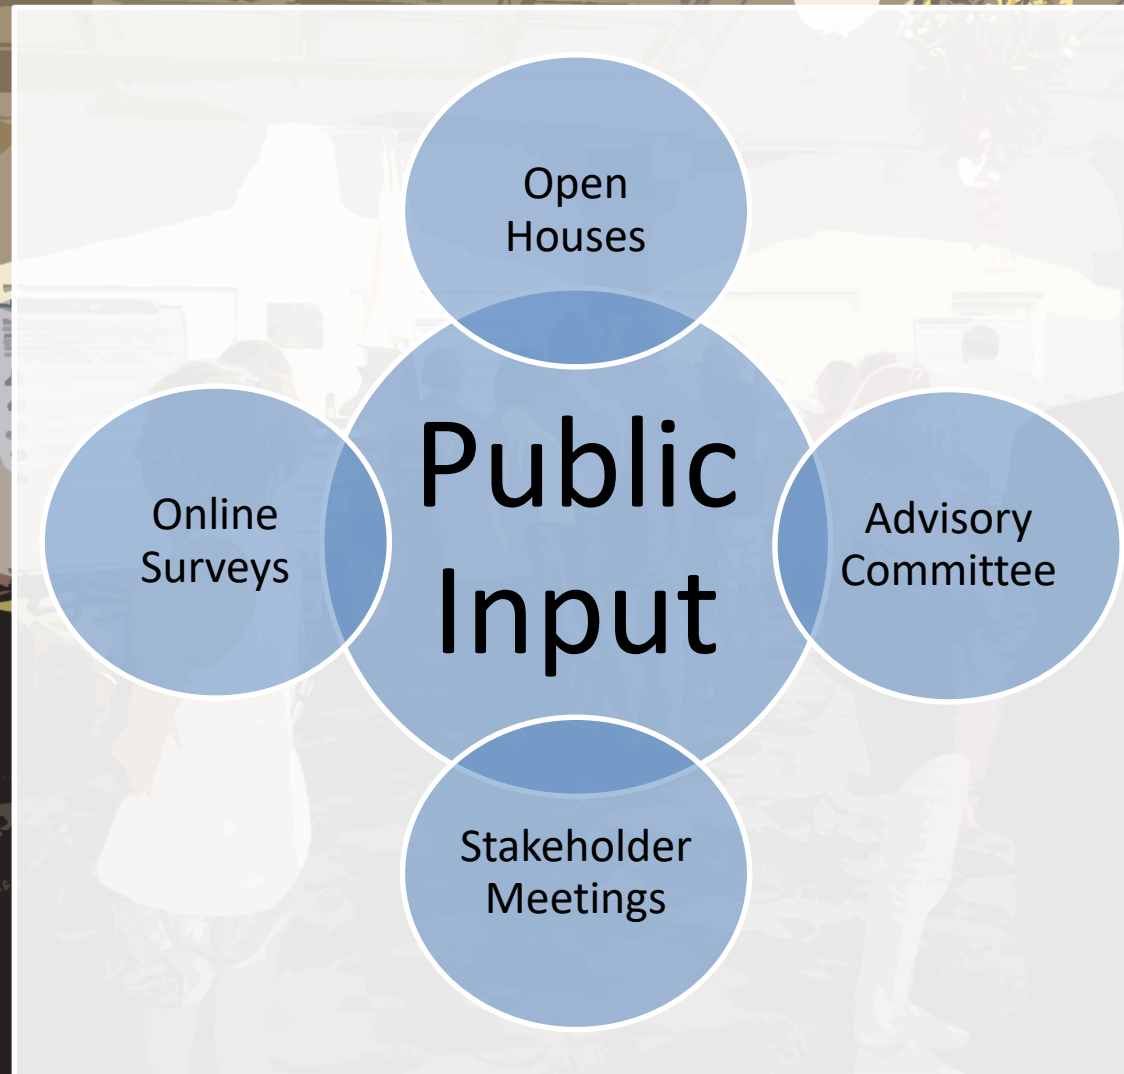 Open
Houses
Online
Surveys
Public
Input
Advisory
Committee
Stakeholder
Meetings